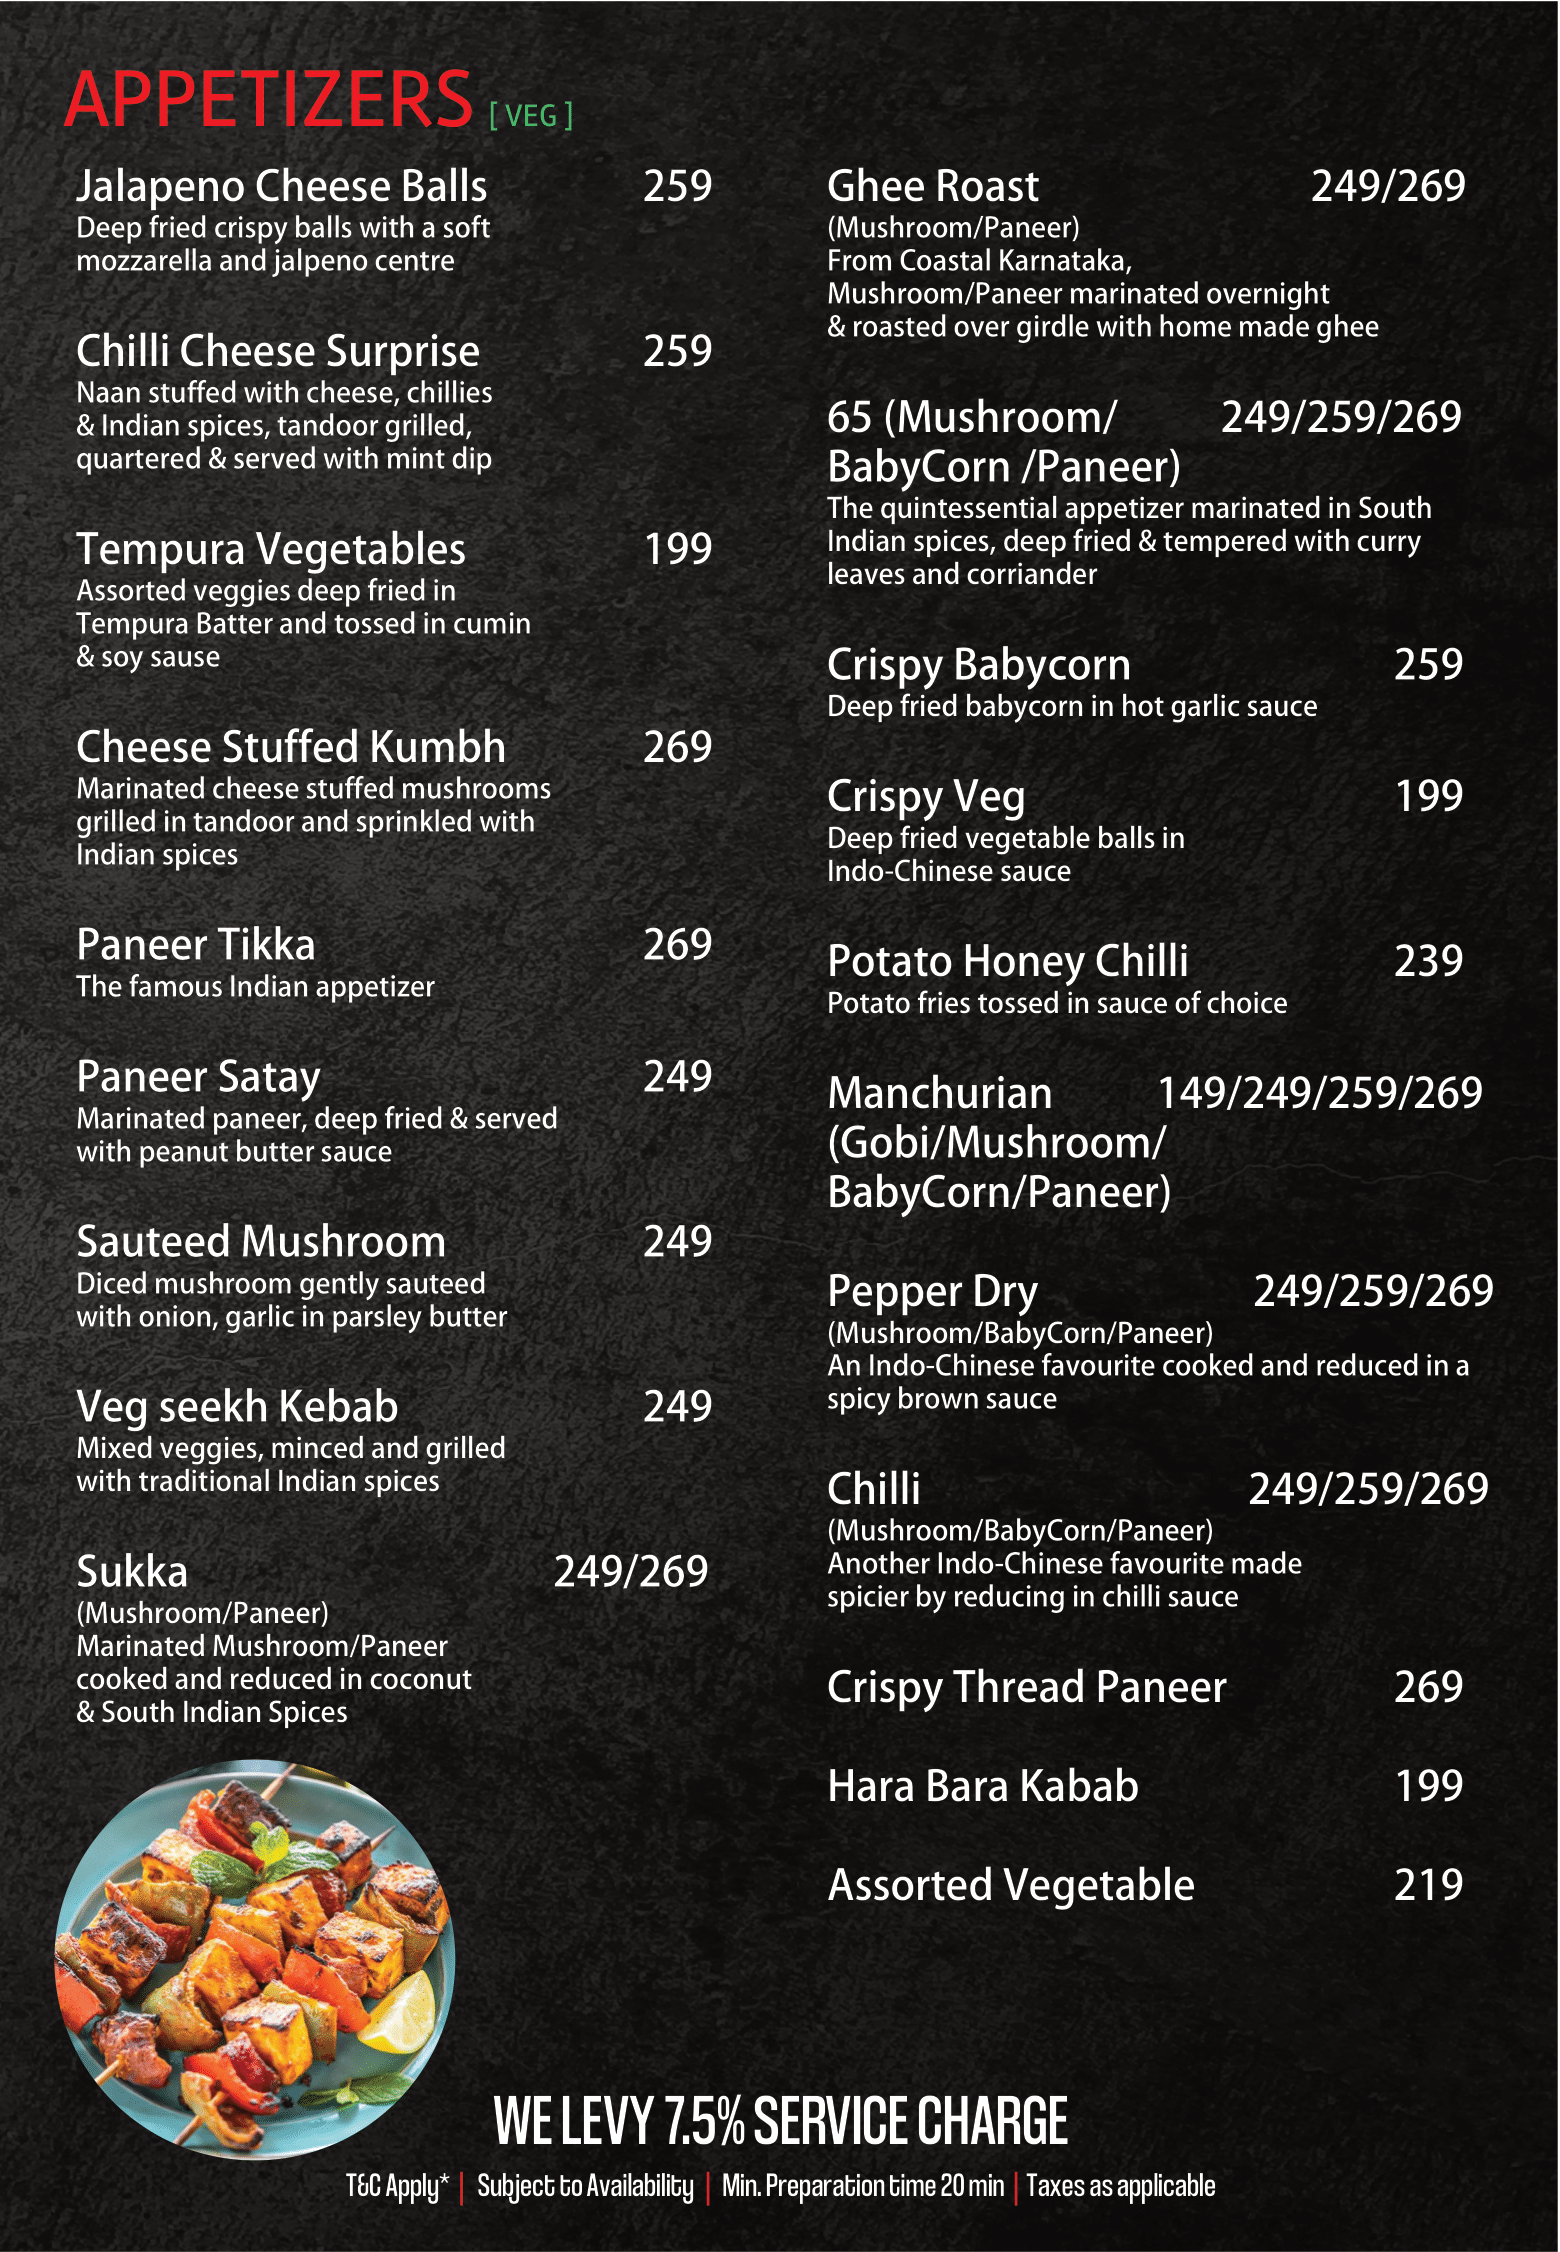 APPETIZERS [ VEG ]
Jalapeno Cheese Balls 259
Deep fried crispy balls with a soft
mozzarella and jalpeno centre
Chilli Cheese Surprise 259
Naan stuffed with cheese, chillies
& Indian spices, tandoor grilled,
quartered & served with mint dip
Tempura Vegetables 199
Assorted veggies deep fried in
Tempura Batter and tossed in cumin
& soy sause
Cheese Stuffed Kumbh 269
Marinated cheese stuffed mushrooms
grilled in tandoor and sprinkled with
Indian spices
Paneer Tikka 269
The famous Indian appetizer
Paneer Satay 249
Marinated paneer, deep fried & served
with peanut butter sauce
Sauteed Mushroom 249
Diced mushroom gently sauteed
with onion, garlic in parsley butter
Veg seekh Kebab 249
Mixed veggies, minced and grilled
with traditional Indian spices
Sukka 249/269
(Mushroom/Paneer)
Marinated Mushroom/Paneer
cooked and reduced in coconut
& South Indian Spices
Ghee Roast 249/269
(Mushroom/Paneer)
From Coastal Karnataka,
Mushroom/Paneer marinated overnight
& roasted over girdle with home made ghee
65 (Mushroom/ 249/259/269
BabyCorn /Paneer)
The quintessential appetizer marinated in South
Indian spices, deep fried & tempered with curry
leaves and corriander
Crispy Babycorn 259
Deep fried babycorn in hot garlic sauce
Crispy Veg 199
Deep fried vegetable balls in
Indo-Chinese sauce
Potato Honey Chilli 239
Potato fries tossed in sauce of choice
Manchurian 149/249/259/269
(Gobi/Mushroom/
BabyCorn/Paneer)
Pepper Dry 249/259/269
(Mushroom/BabyCorn/Paneer)
An Indo-Chinese favourite cooked and reduced in a
spicy brown sauce
Chilli 249/259/269
(Mushroom/BabyCorn/Paneer)
Another Indo-Chinese favourite made
spicier by reducing in chilli sauce
Crispy Thread Paneer 269
Hara Bara Kabab 199
Assorted Vegetable 219
WE LEVY 7.5% SERVICE CHARGE
T&C Apply* | Subject to Availability | Min. Preparation time 20 min | Taxes as applicable